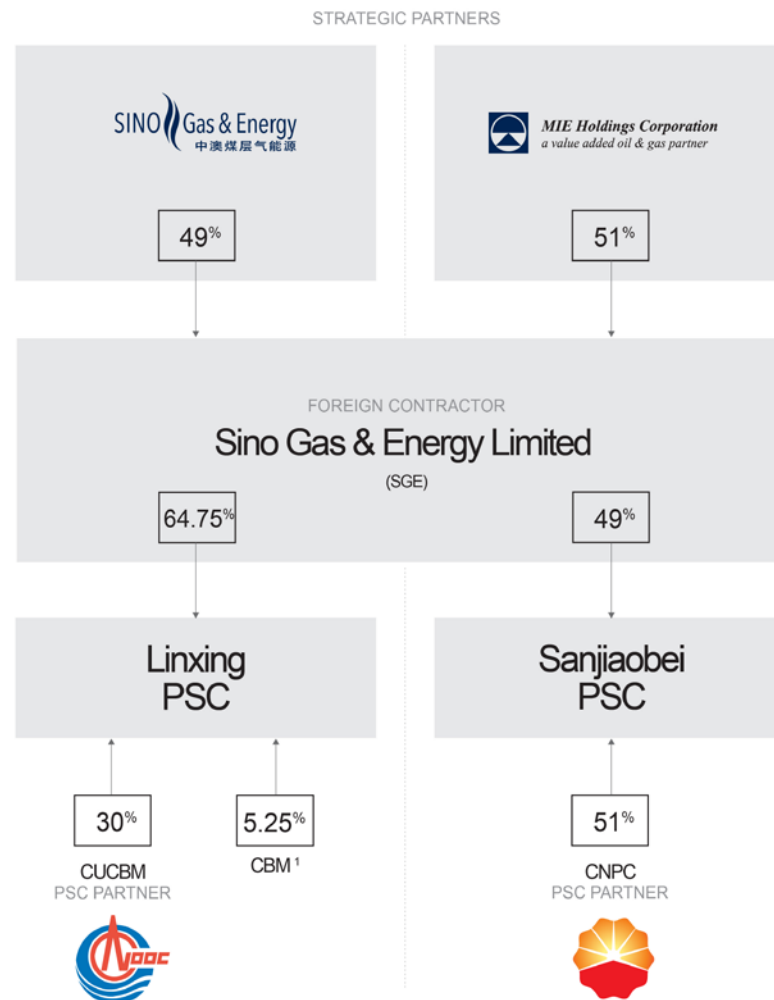 STRATEGIC PARTNERS
SINO Gas & Energy
中澳煤层气能源
MIE Holdings Corporation
a value added oil & gas partner
49%
51%
FOREIGN CONTRACTOR
Sino Gas & Energy Limited
(SGE)
64.75%
49%
Linxing
PSC
Sanjiaobei
PSC
30%
5.25%
51%
CUCBM
PSC PARTNER
CBM ¹
CNPC
PSC PARTNER
CNOOC